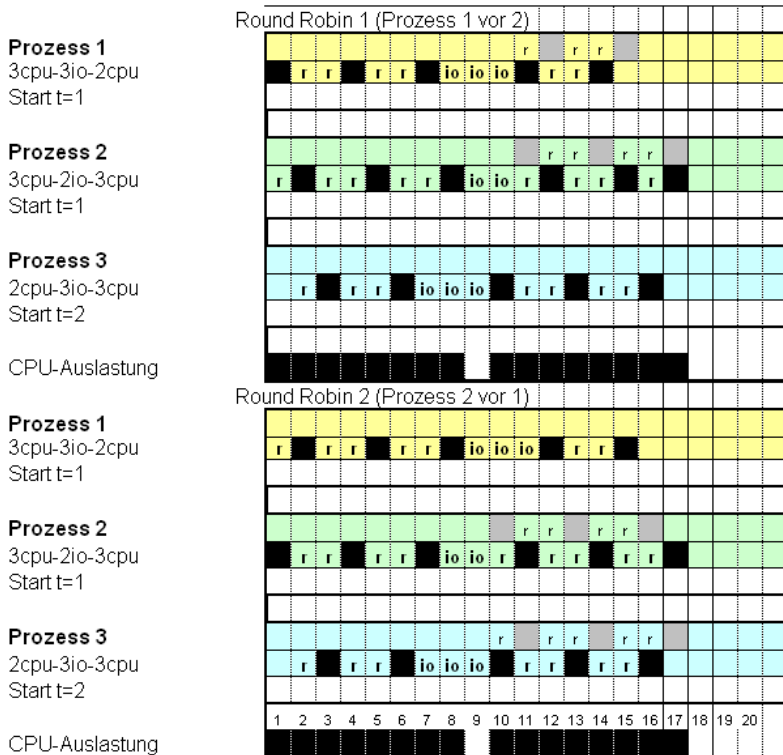 Round Robin 1 (Prozess 1 vor 2)
Prozess 1 r r r
3cpu-3io-2cpu r r r r io io io r r
Start t=1
Prozess 2 r r r r
3cpu-2io-3cpu r r r r r io io r r r r
Start t=1
Prozess 3
2cpu-3io-3cpu r r r io io io r r r r
Start t=2
CPU-Auslastung
Round Robin 2 (Prozess 2 vor 1)
Prozess 1
3cpu-3io-2cpu r r r r r io io io r r
Start t=1
Prozess 2 r r r r
3cpu-2io-3cpu r r r r io io r r r r r
Start t=1
Prozess 3 r r r r r
2cpu-3io-3cpu r r r io io io r r r r
Start t=2
1 2 3 4 5 6 7 8 9 10 11 12 13 14 15 16 17 18 19 20
CPU-Auslastung